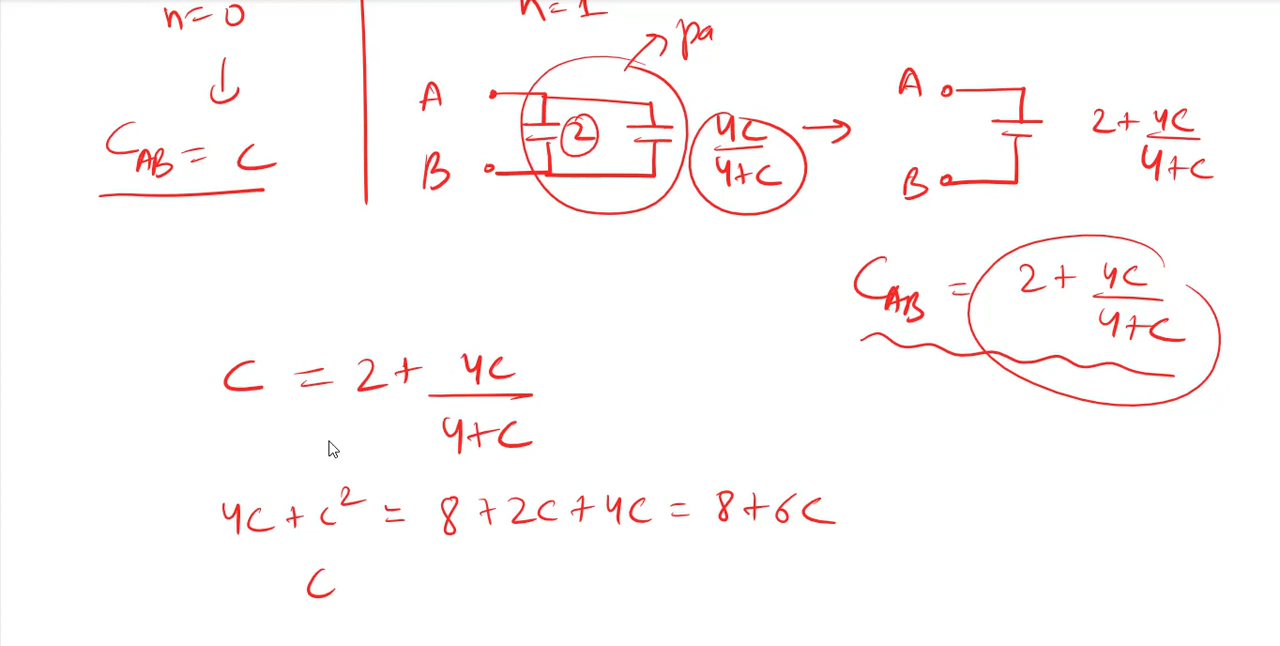 n = 0
n = 1
pa
C_AB = C
A
B
2
4C/(4+C)
A
B
2 + 4C/(4+C)
C_AB = 2 + 4C/(4+C)
C = 2 + 4C/(4+C)
4C + C² = 8 + 2C + 4C = 8 + 6C
C